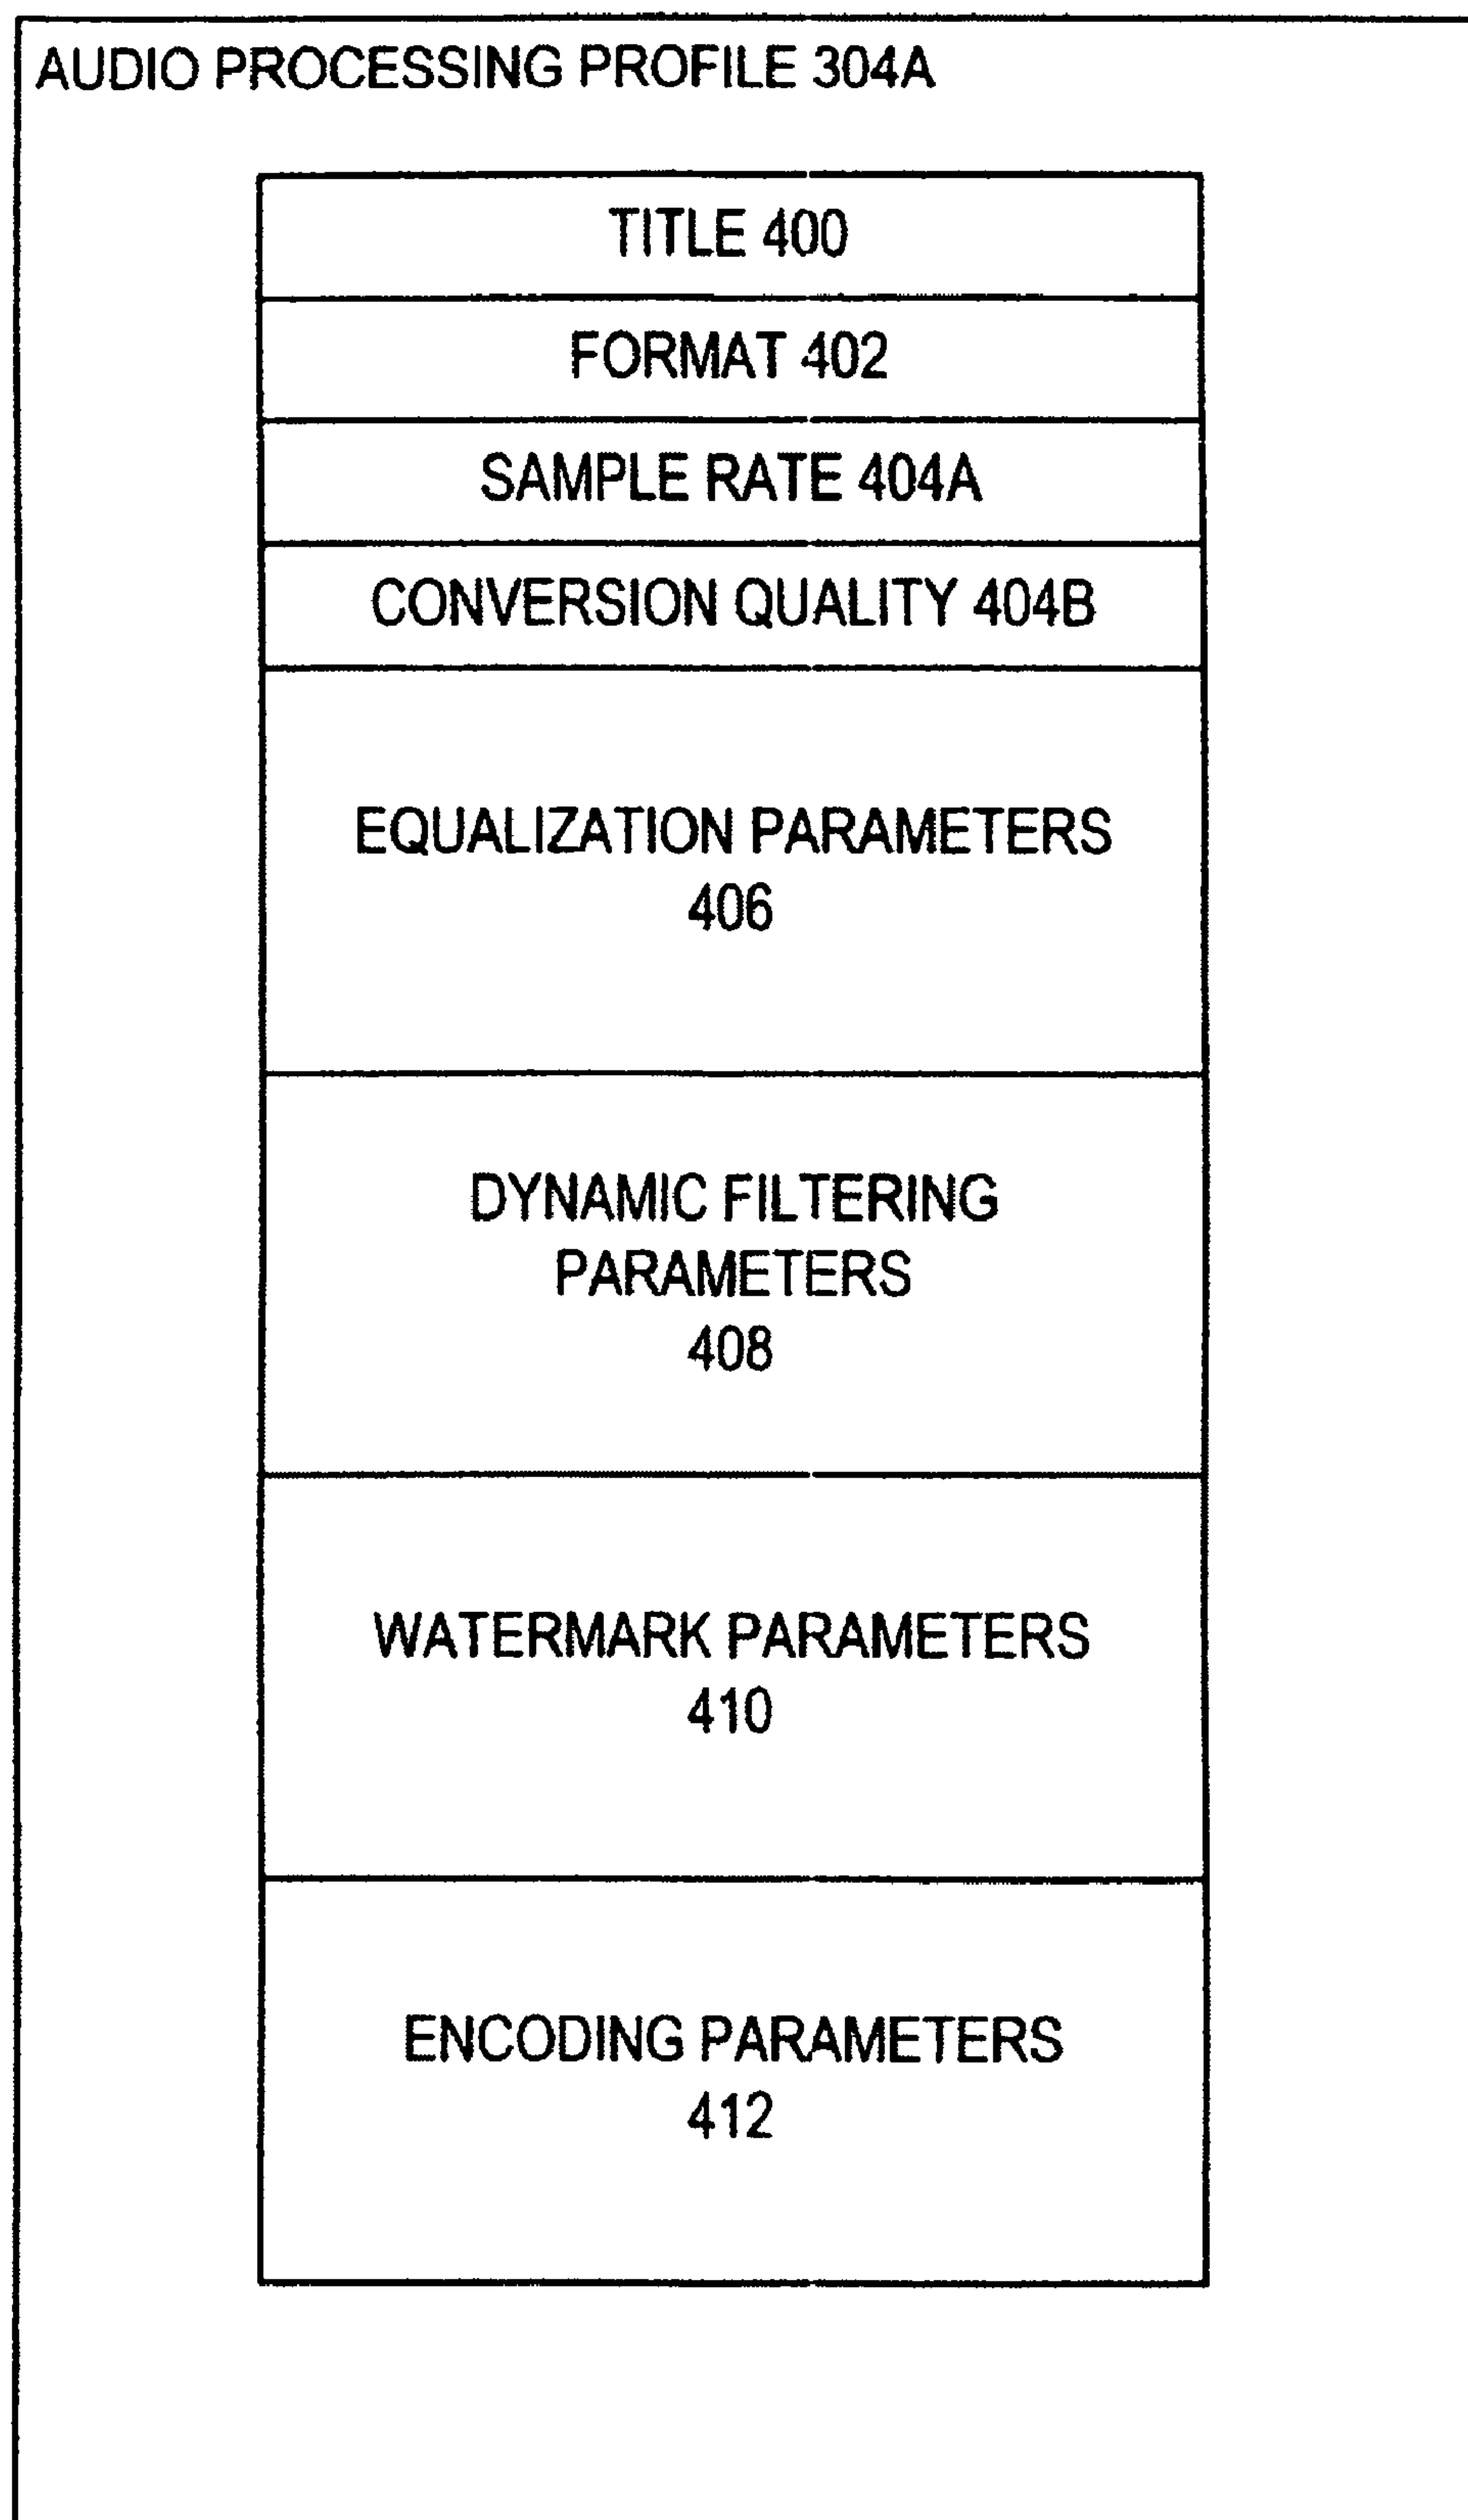 AUDIO PROCESSING PROFILE 304A
TITLE 400
FORMAT 402
SAMPLE RATE 404A
CONVERSION QUALITY 404B
EQUALIZATION PARAMETERS
406
DYNAMIC FILTERING
PARAMETERS
408
WATERMARK PARAMETERS
410
ENCODING PARAMETERS
412